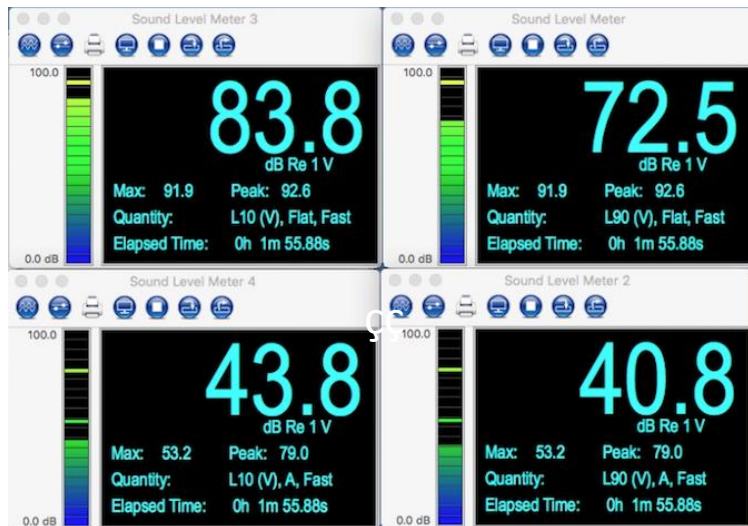 Sound Level Meter 3
100.0
83.8
dB Re 1 V
Max: 91.9 Peak: 92.6
Quantity: L10 (V), Flat, Fast
Elapsed Time: 0h 1m 55.88s
0.0 dB
Sound Level Meter
100.0
72.5
dB Re 1 V
Max: 91.9 Peak: 92.6
Quantity: L90 (V), Flat, Fast
Elapsed Time: 0h 1m 55.88s
0.0 dB
Sound Level Meter 4
100.0
43.8
dB Re 1 V
Max: 53.2 Peak: 79.0
Quantity: L10 (V), A, Fast
Elapsed Time: 0h 1m 55.88s
0.0 dB
Sound Level Meter 2
çç
100.0
40.8
dB Re 1 V
Max: 53.2 Peak: 79.0
Quantity: L90 (V), A, Fast
Elapsed Time: 0h 1m 55.88s
0.0 dB